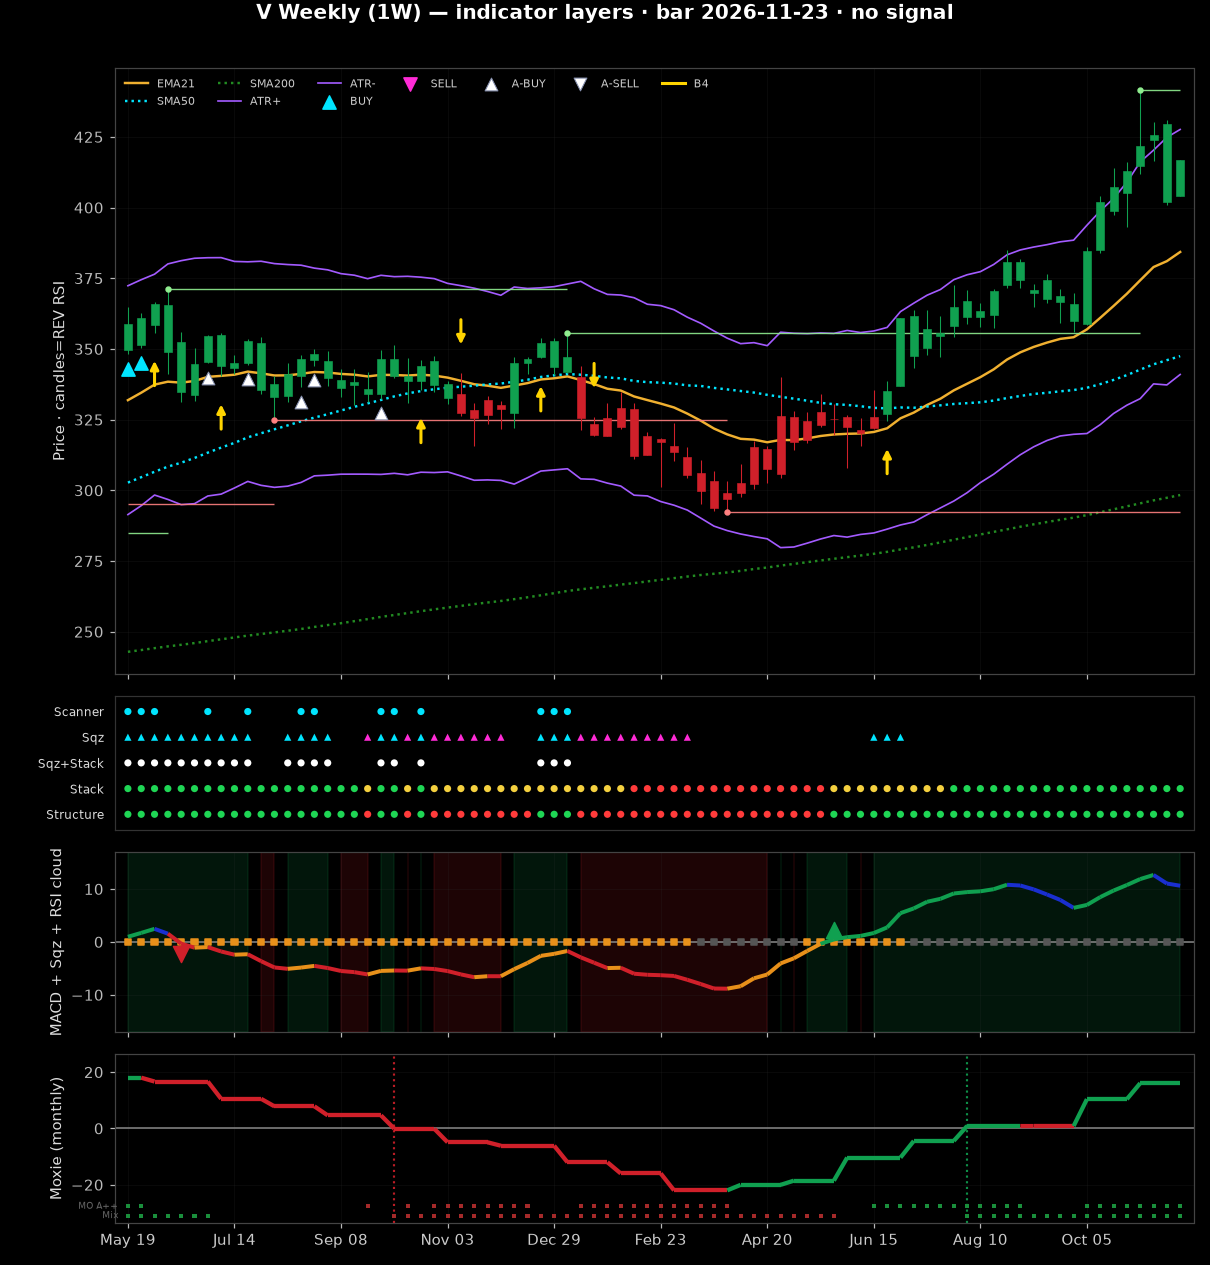 V Weekly (1W) — indicator layers · bar 2026-11-23 · no signal
EMA21 SMA200 ATR- SELL A-BUY A-SELL B4
SMA50 ATR+ BUY
Price · candles=REV RSI
425
400
375
350
325
300
275
250
Scanner
Sqz
Sqz+Stack
Stack
Structure
MACD + Sqz + RSI cloud
10
0
−10
Moxie (monthly)
20
0
−20
MO A++
Mix
May 19 Jul 14 Sep 08 Nov 03 Dec 29 Feb 23 Apr 20 Jun 15 Aug 10 Oct 05